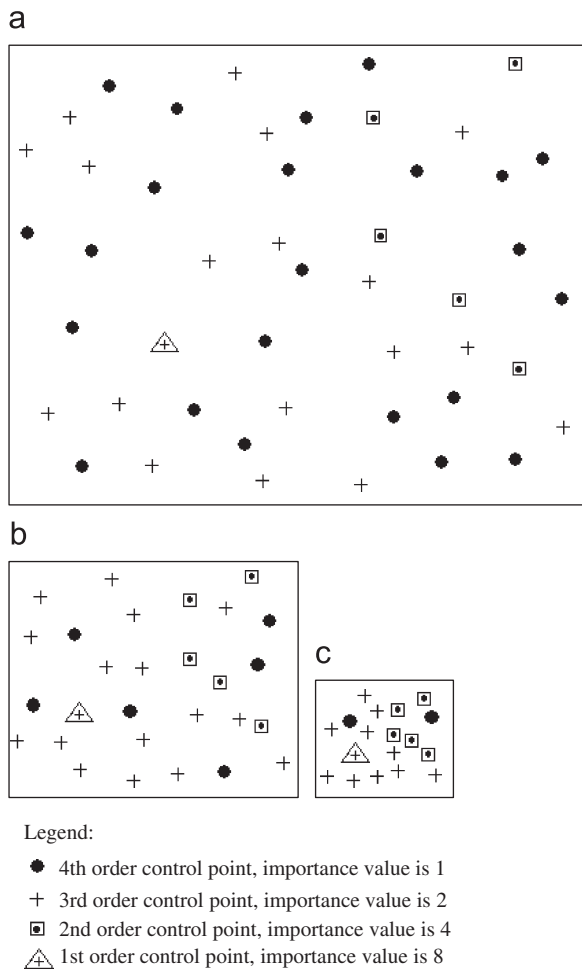 a
b
c
Legend:
4th order control point, importance value is 1
3rd order control point, importance value is 2
2nd order control point, importance value is 4
1st order control point, importance value is 8